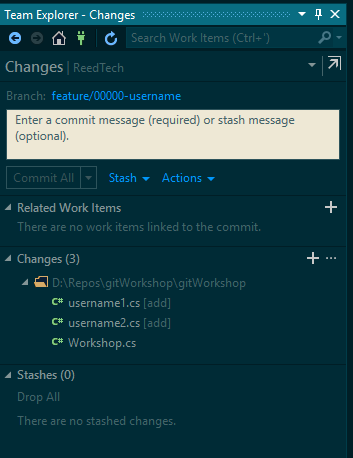 Team Explorer - Changes
Search Work Items (Ctrl+')
Changes | ReedTech
Branch: feature/00000-username
Enter a commit message (required) or stash message
(optional).
Commit All Stash Actions
Related Work Items
There are no work items linked to the commit.
Changes (3)
D:\Repos\gitWorkshop\gitWorkshop
C# username1.cs [add]
C# username2.cs [add]
C# Workshop.cs
Stashes (0)
Drop All
There are no stashed changes.